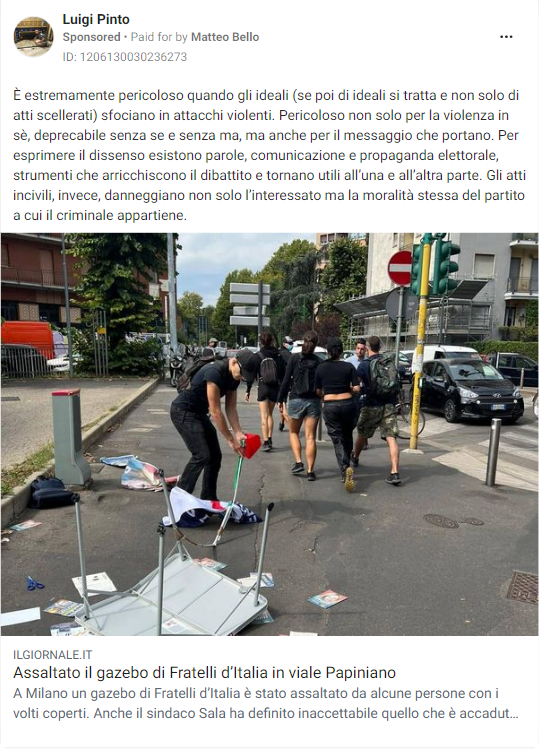 Luigi Pinto
Sponsored • Paid for by Matteo Bello
ID: 1206130030236273
È estremamente pericoloso quando gli ideali (se poi di ideali si tratta e non solo di
atti scellerati) sfociano in attacchi violenti. Pericoloso non solo per la violenza in
sè, deprecabile senza se e senza ma, ma anche per il messaggio che portano. Per
esprimere il dissenso esistono parole, comunicazione e propaganda elettorale,
strumenti che arricchiscono il dibattito e tornano utili all’una e all’altra parte. Gli atti
incivili, invece, danneggiano non solo l’interessato ma la moralità stessa del partito
a cui il criminale appartiene.
ILGIORNALE.IT
Assaltato il gazebo di Fratelli d’Italia in viale Papiniano
A Milano un gazebo di Fratelli d’Italia è stato assaltato da alcune persone con i
volti coperti. Anche il sindaco Sala ha definito inaccettabile quello che è accadut...